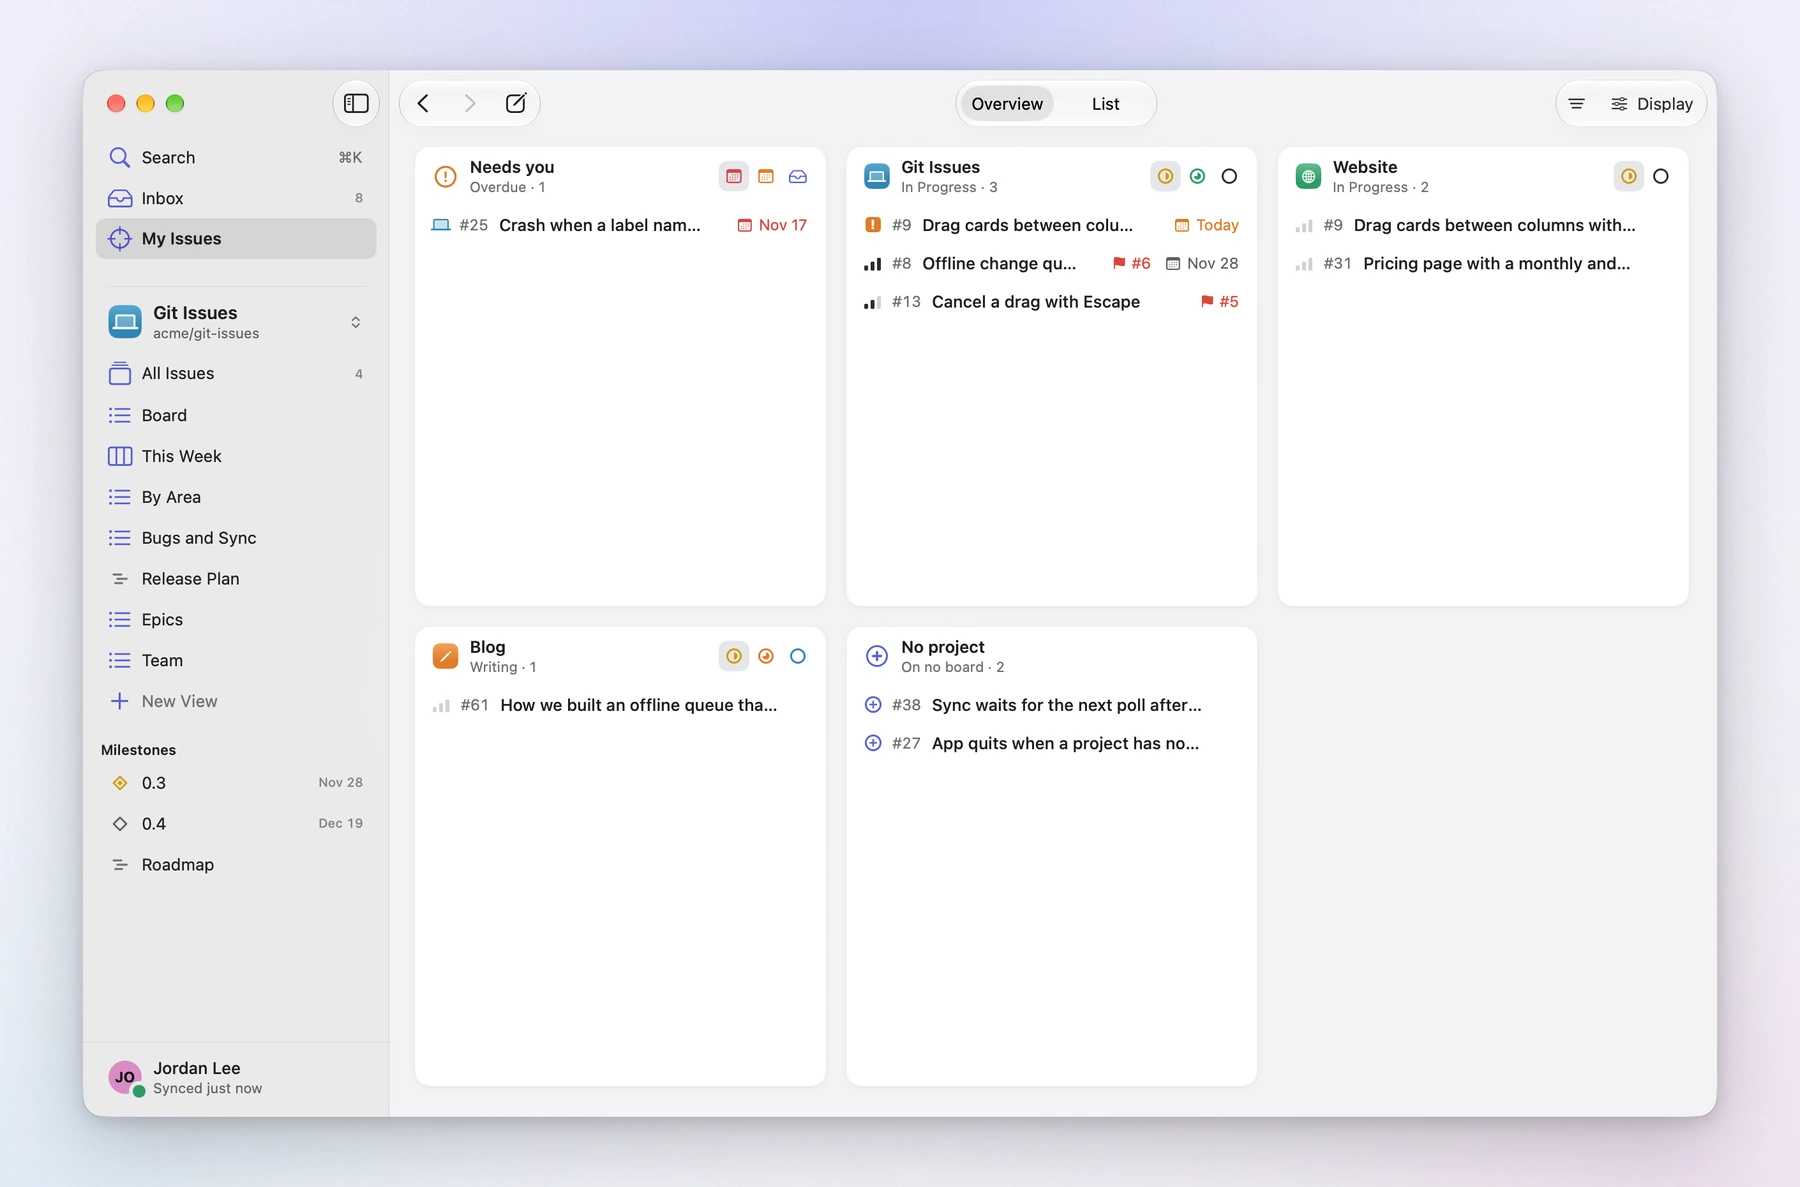 Search ⌘K
Inbox 8
My Issues
Git Issues
acme/git-issues
All Issues 4
Board
This Week
By Area
Bugs and Sync
Release Plan
Epics
Team
New View
Milestones
0.3 Nov 28
0.4 Dec 19
Roadmap
JO
Jordan Lee
Synced just now
Overview List
Display
Needs you
Overdue · 1
#25 Crash when a label nam... Nov 17
Git Issues
In Progress · 3
#9 Drag cards between colu... Today
#8 Offline change qu... #6 Nov 28
#13 Cancel a drag with Escape #5
Website
In Progress · 2
#9 Drag cards between columns with...
#31 Pricing page with a monthly and...
Blog
Writing · 1
#61 How we built an offline queue tha...
No project
On no board · 2
#38 Sync waits for the next poll after...
#27 App quits when a project has no...